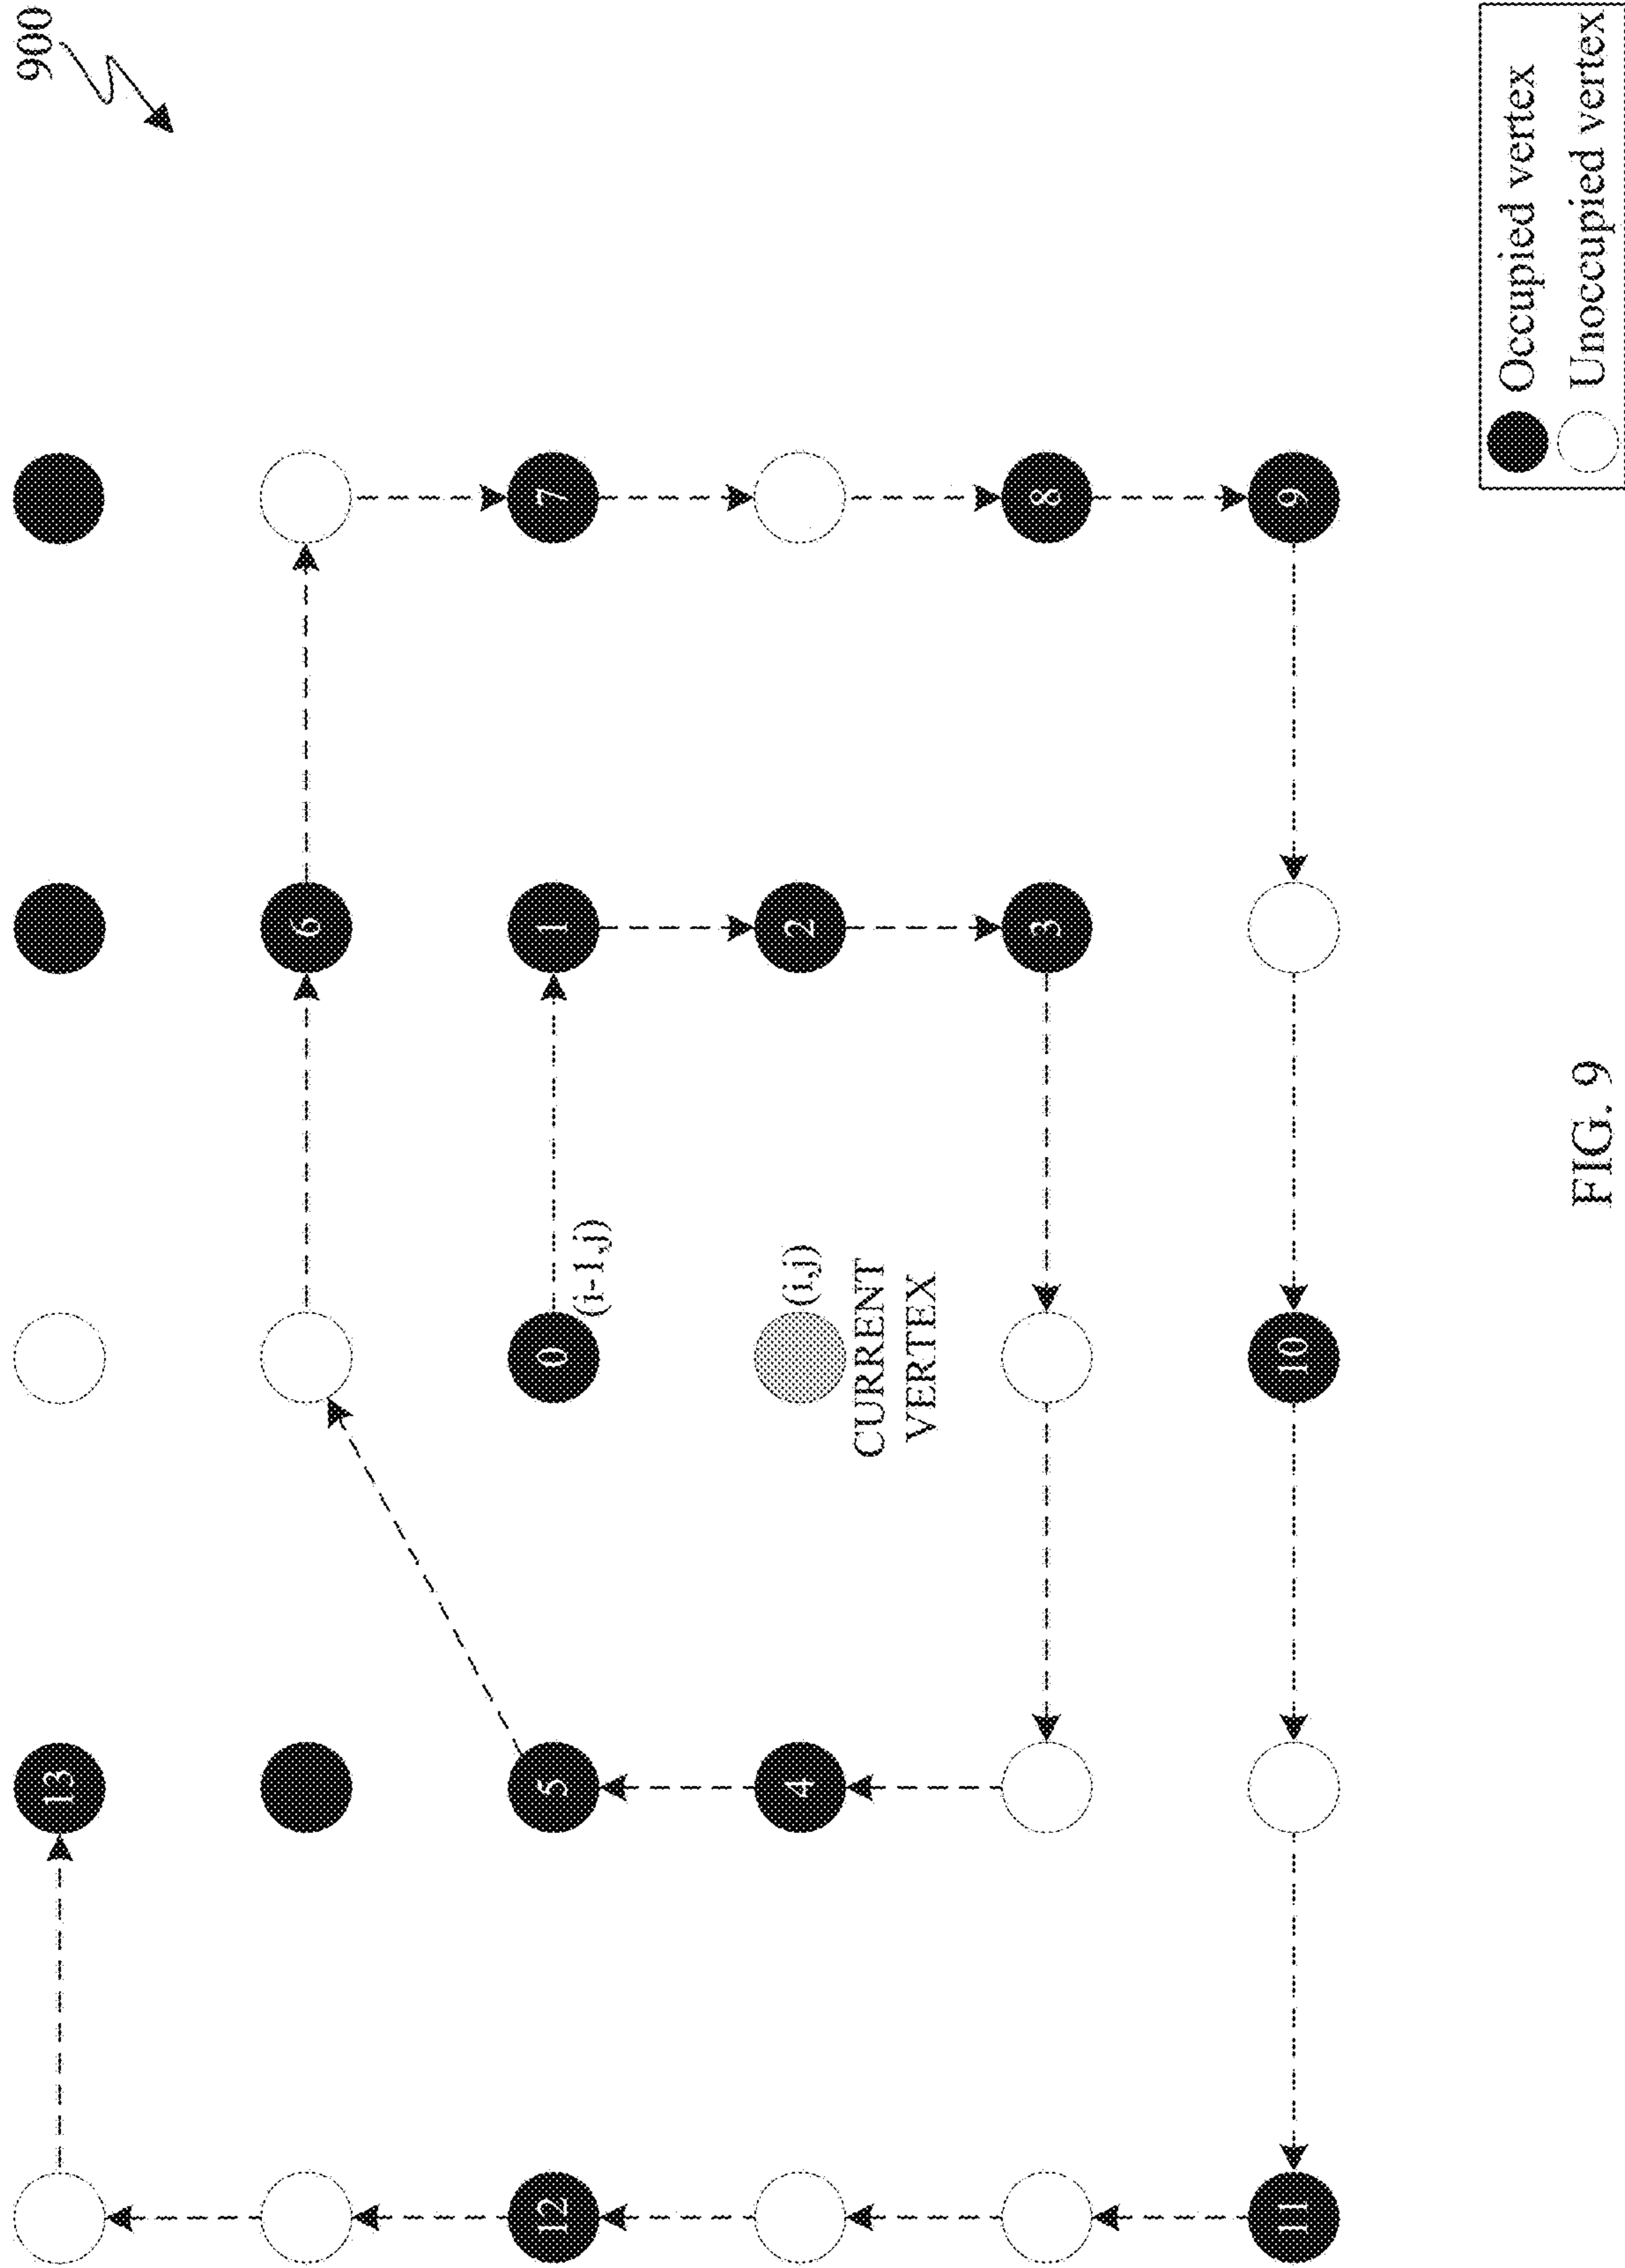 900
13
6
12 5 0 1 7
(i-1,j)
4 (i,j) 2
CURRENT
VERTEX
3 8
11 10 9
Occupied vertex
Unoccupied vertex
FIG. 9